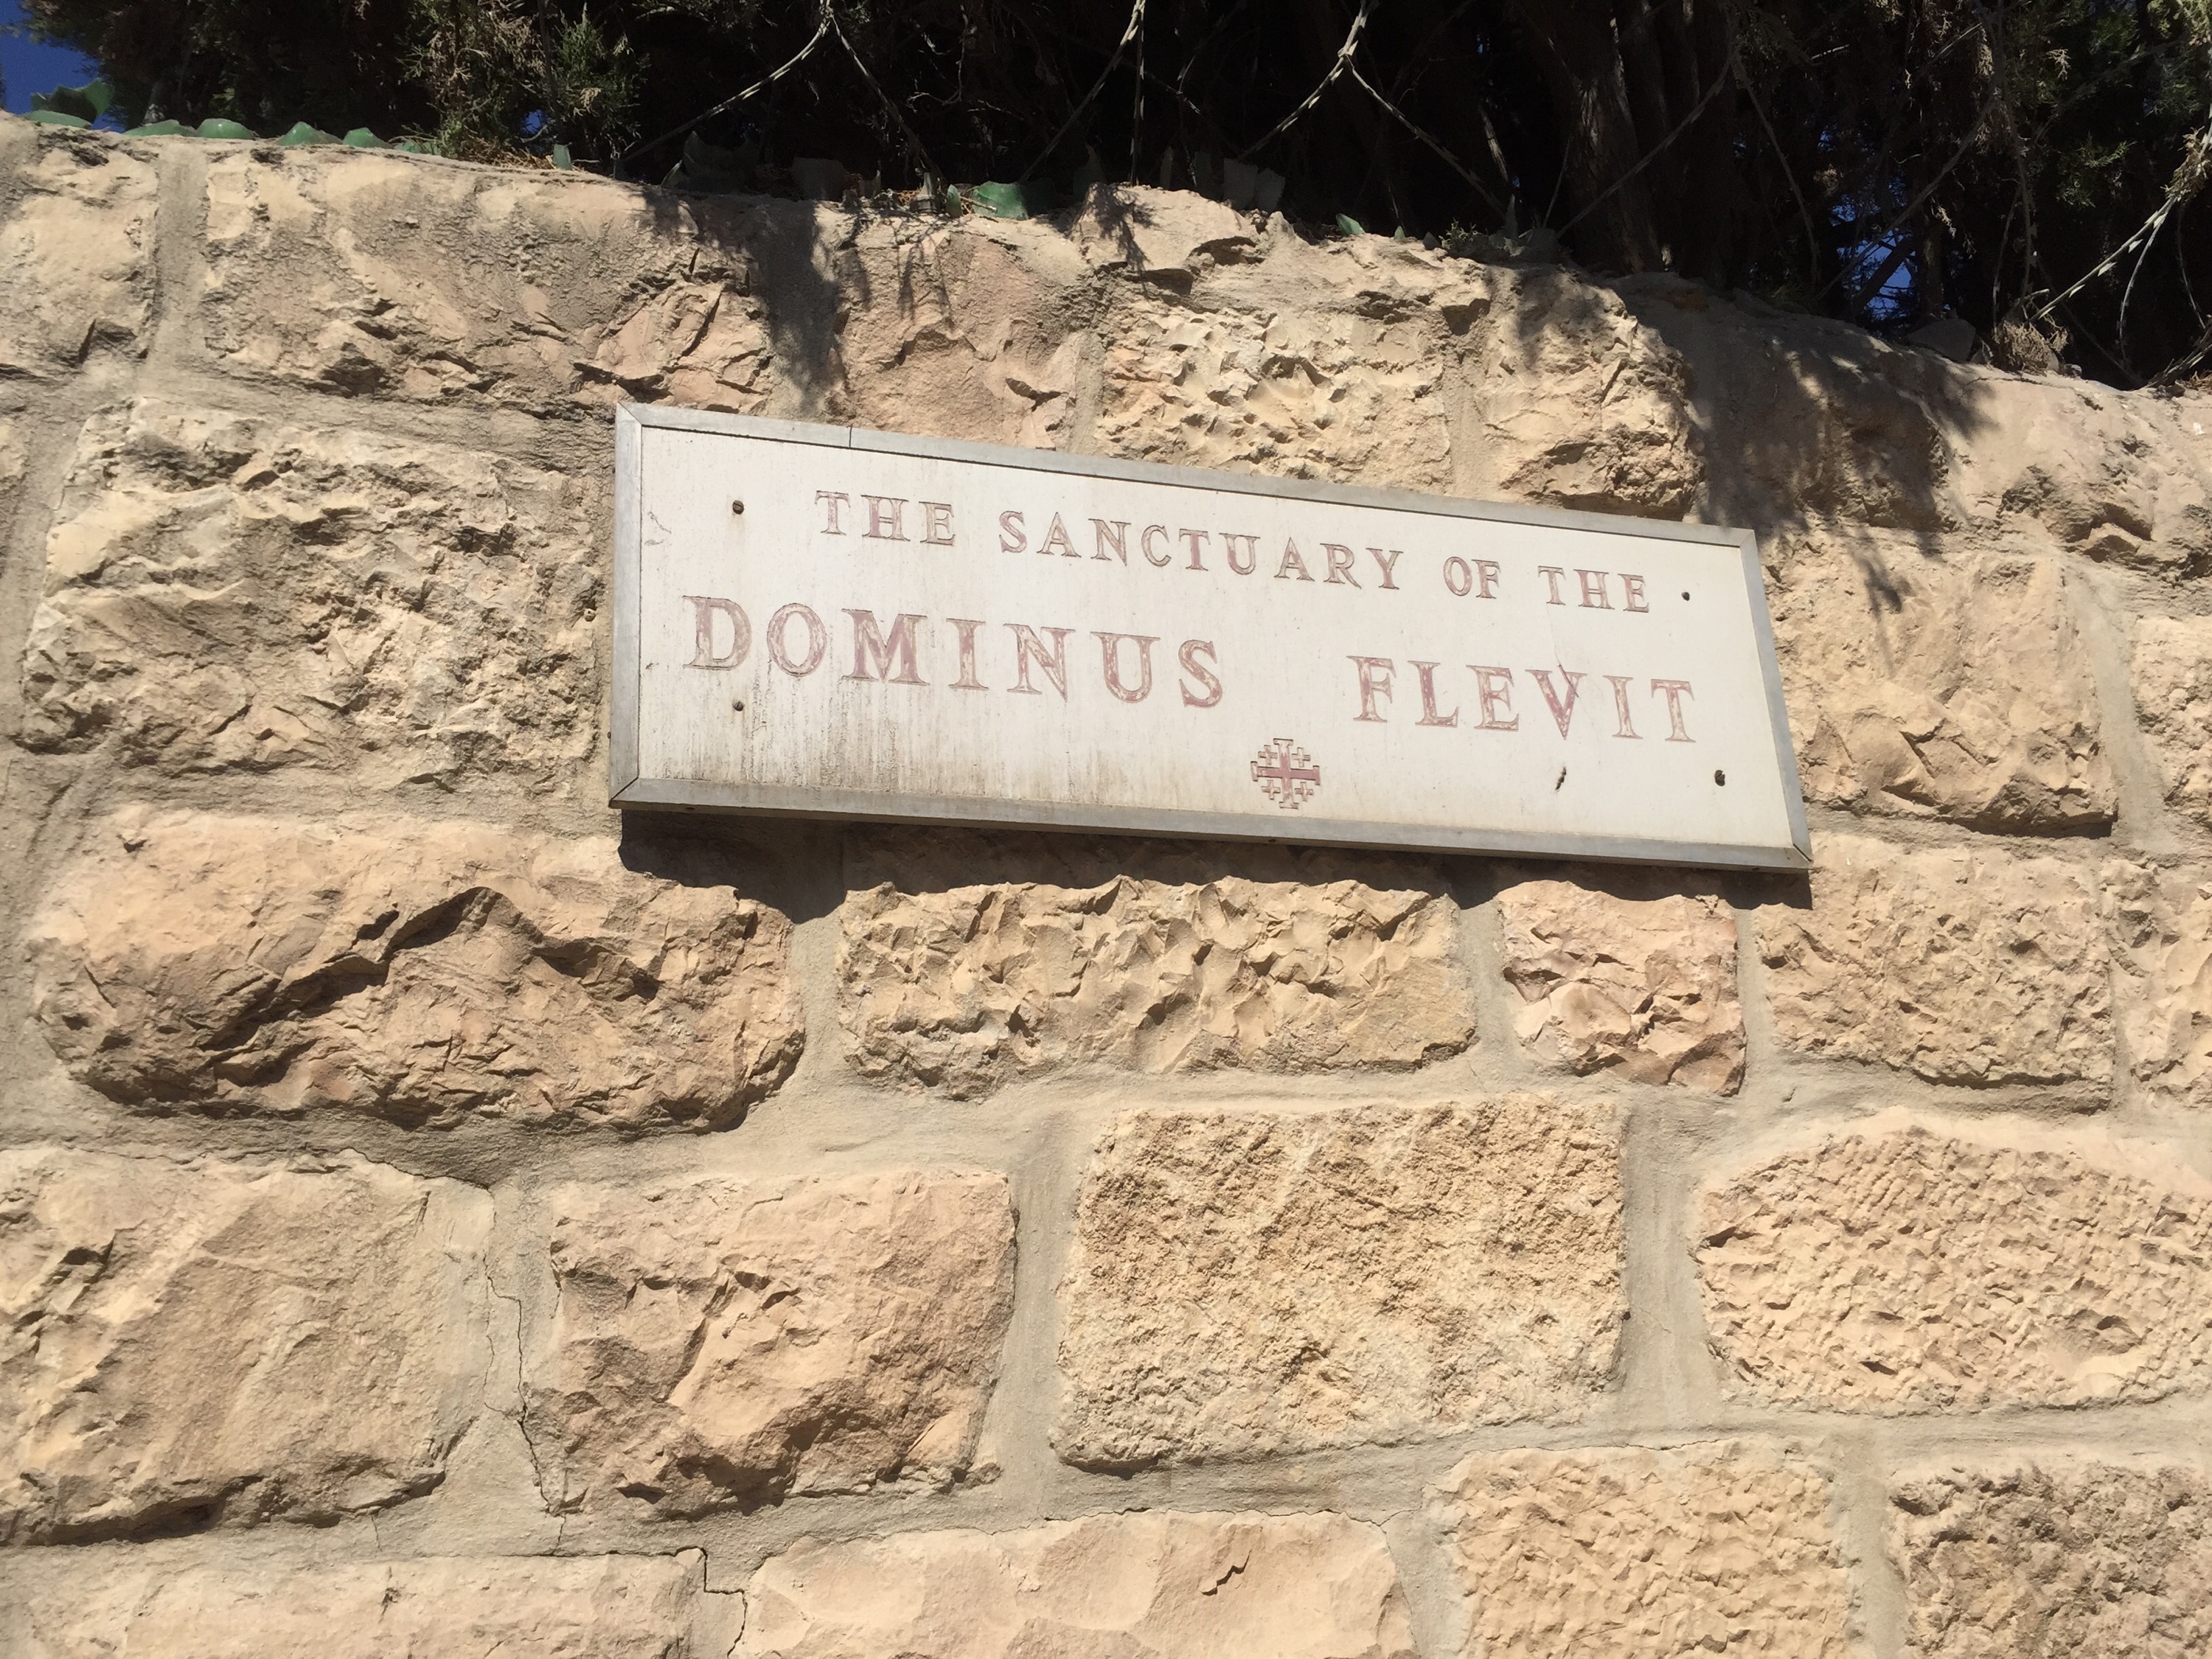 THE SANCTUARY OF THE
DOMINUS FLEVIT